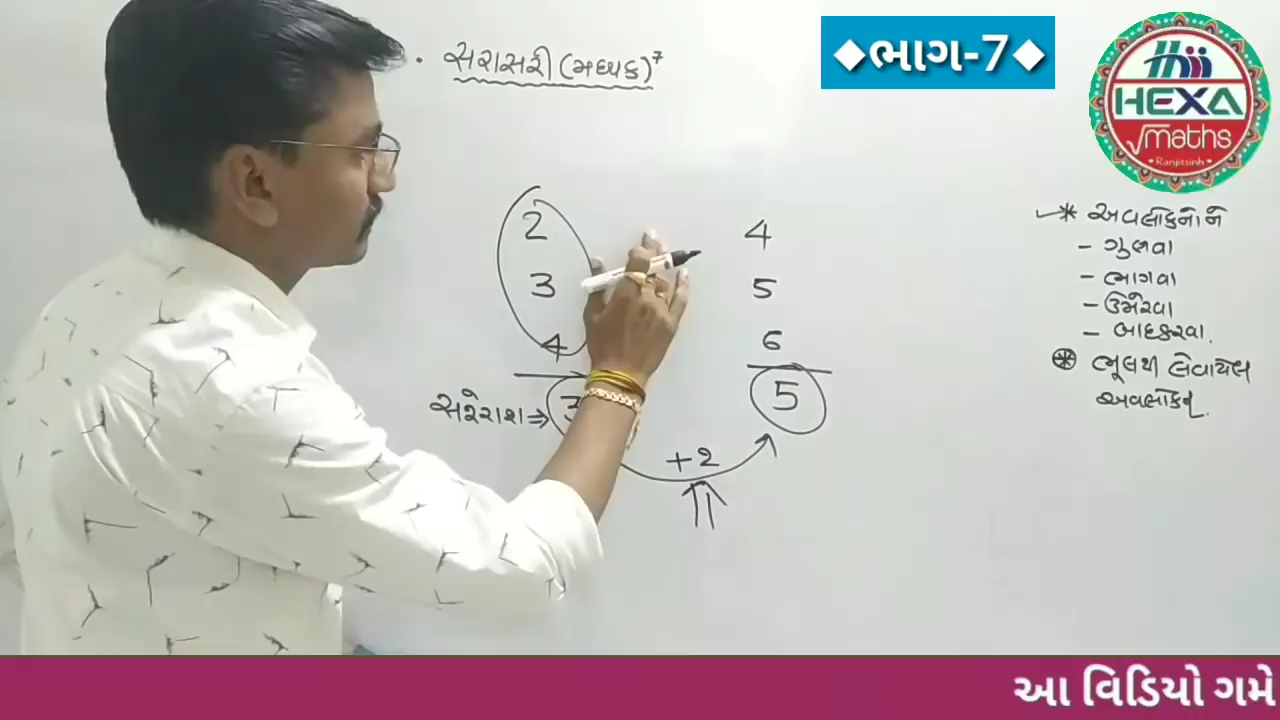 • સરાસરી (મધ્યક)⁷
◆ભાગ-7◆
HEXA
√maths
Ranjitsinh
2 4
3 5
4 6
સરેરાશ⇒ 3 5
+2
* અવલોકનોને
- ગુણવા
- ભાગવા
- ઉમેરવા
- બાદકરવા.
* ભૂલથી લેવાયેલ
અવલોકન.
આ વિડિયો ગમે